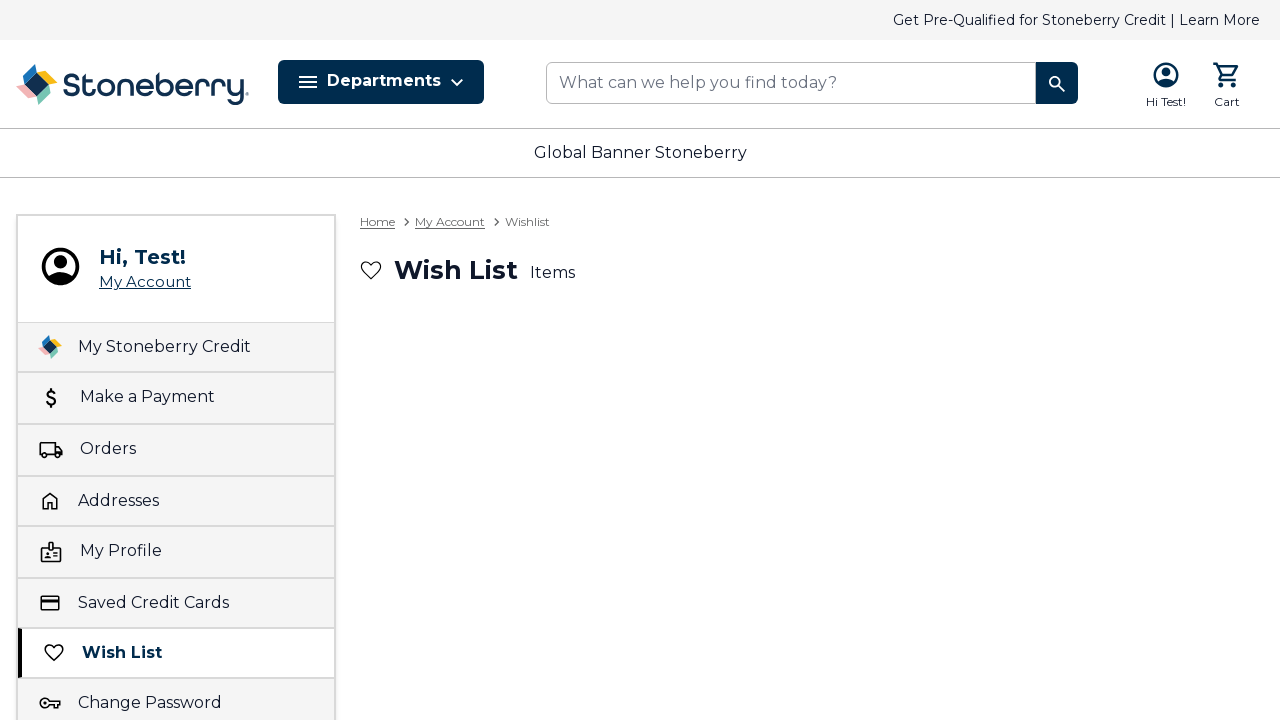 Get Pre-Qualified for Stoneberry Credit | Learn More
Stoneberry®
Departments
What can we help you find today?
Hi Test!
Cart
Global Banner Stoneberry
Hi, Test!
My Account
My Stoneberry Credit
Make a Payment
Orders
Addresses
My Profile
Saved Credit Cards
Wish List
Change Password
Home > My Account > Wishlist
Wish List Items